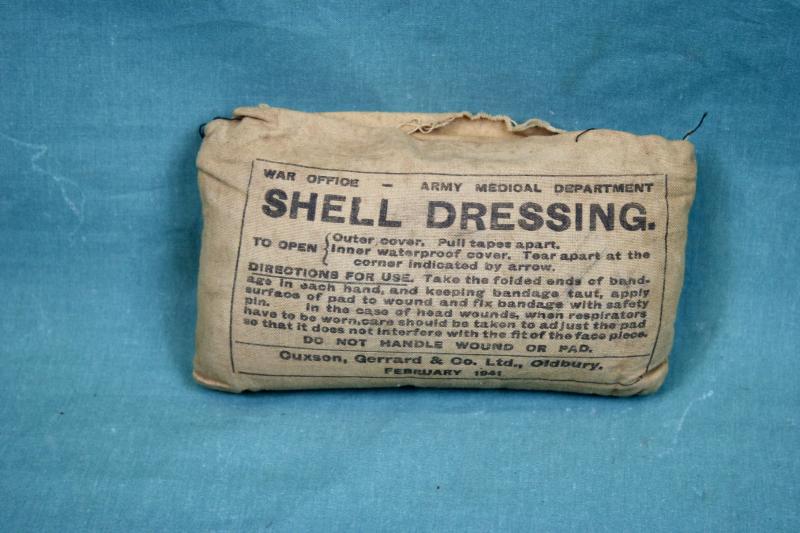 WAR OFFICE – ARMY MEDICAL DEPARTMENT
SHELL DRESSING.
TO OPEN { Outer cover. Pull tapes apart.
Inner waterproof cover. Tear apart at the
corner indicated by arrow.
DIRECTIONS FOR USE. Take the folded ends of band-
age in each hand, and keeping bandage taut, apply
surface of pad to wound and fix bandage with safety
pin. In the case of head wounds, when respirators
have to be worn, care should be taken to adjust the pad
so that it does not interfere with the fit of the face piece.
DO NOT HANDLE WOUND OR PAD.
Cuxson, Gerrard & Co. Ltd., Oldbury.
FEBRUARY 1941